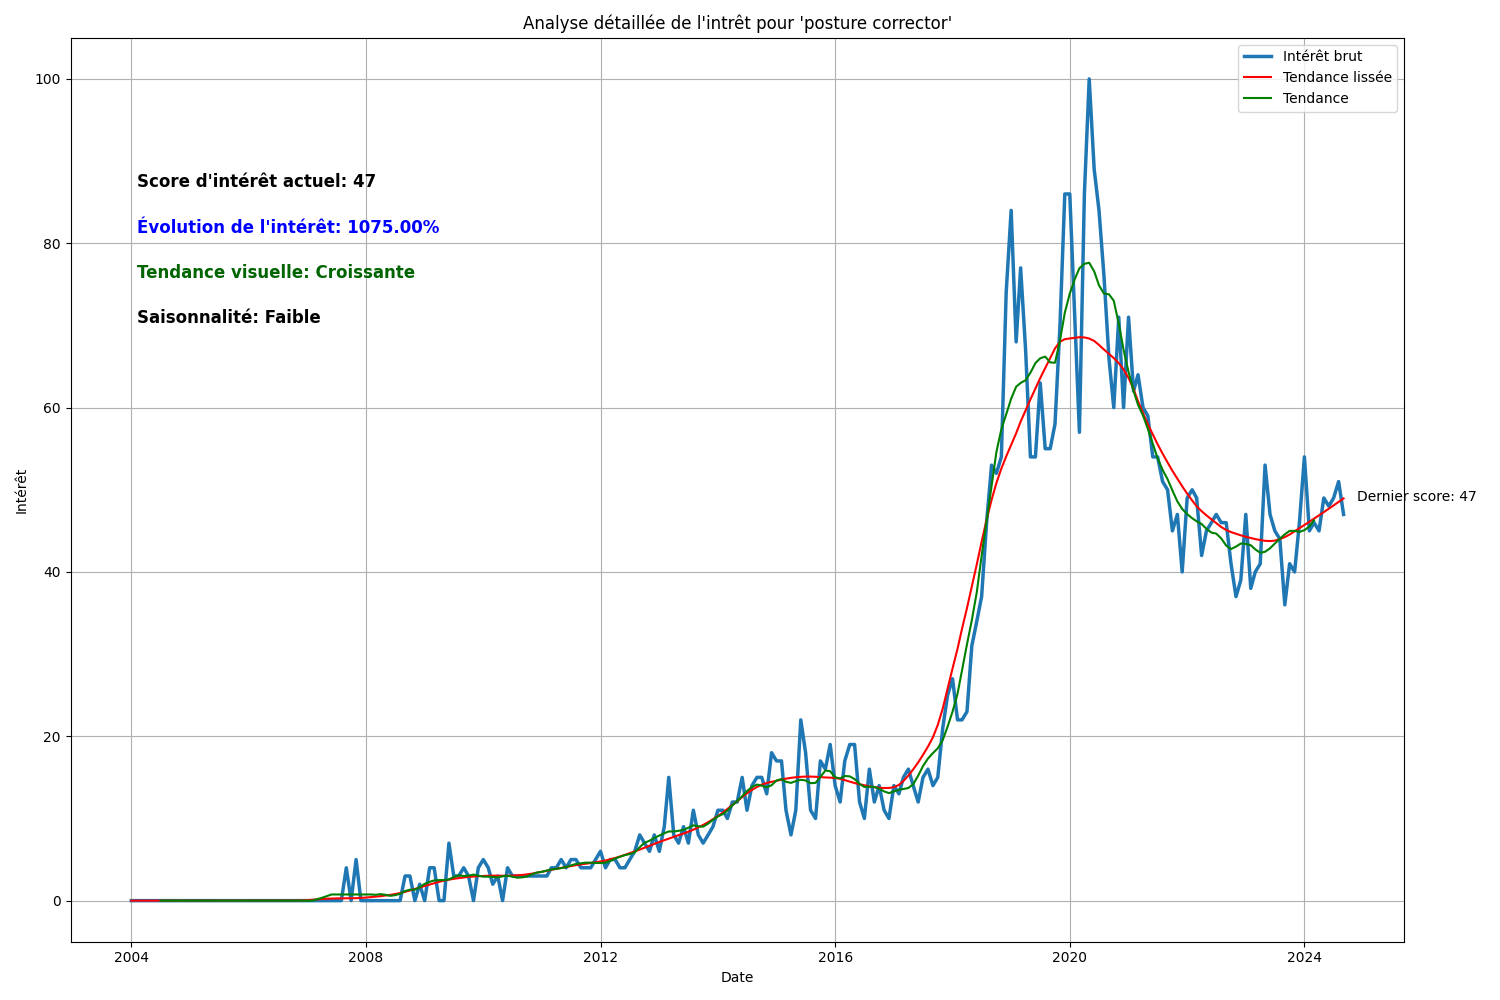 Analyse détaillée de l'intrêt pour 'posture corrector'
Intérêt brut
Tendance lissée
Tendance
Score d'intérêt actuel: 47
Évolution de l'intérêt: 1075.00%
Tendance visuelle: Croissante
Saisonnalité: Faible
Dernier score: 47
Intérêt
100
80
60
40
20
0
2004
2008
2012
2016
2020
2024
Date